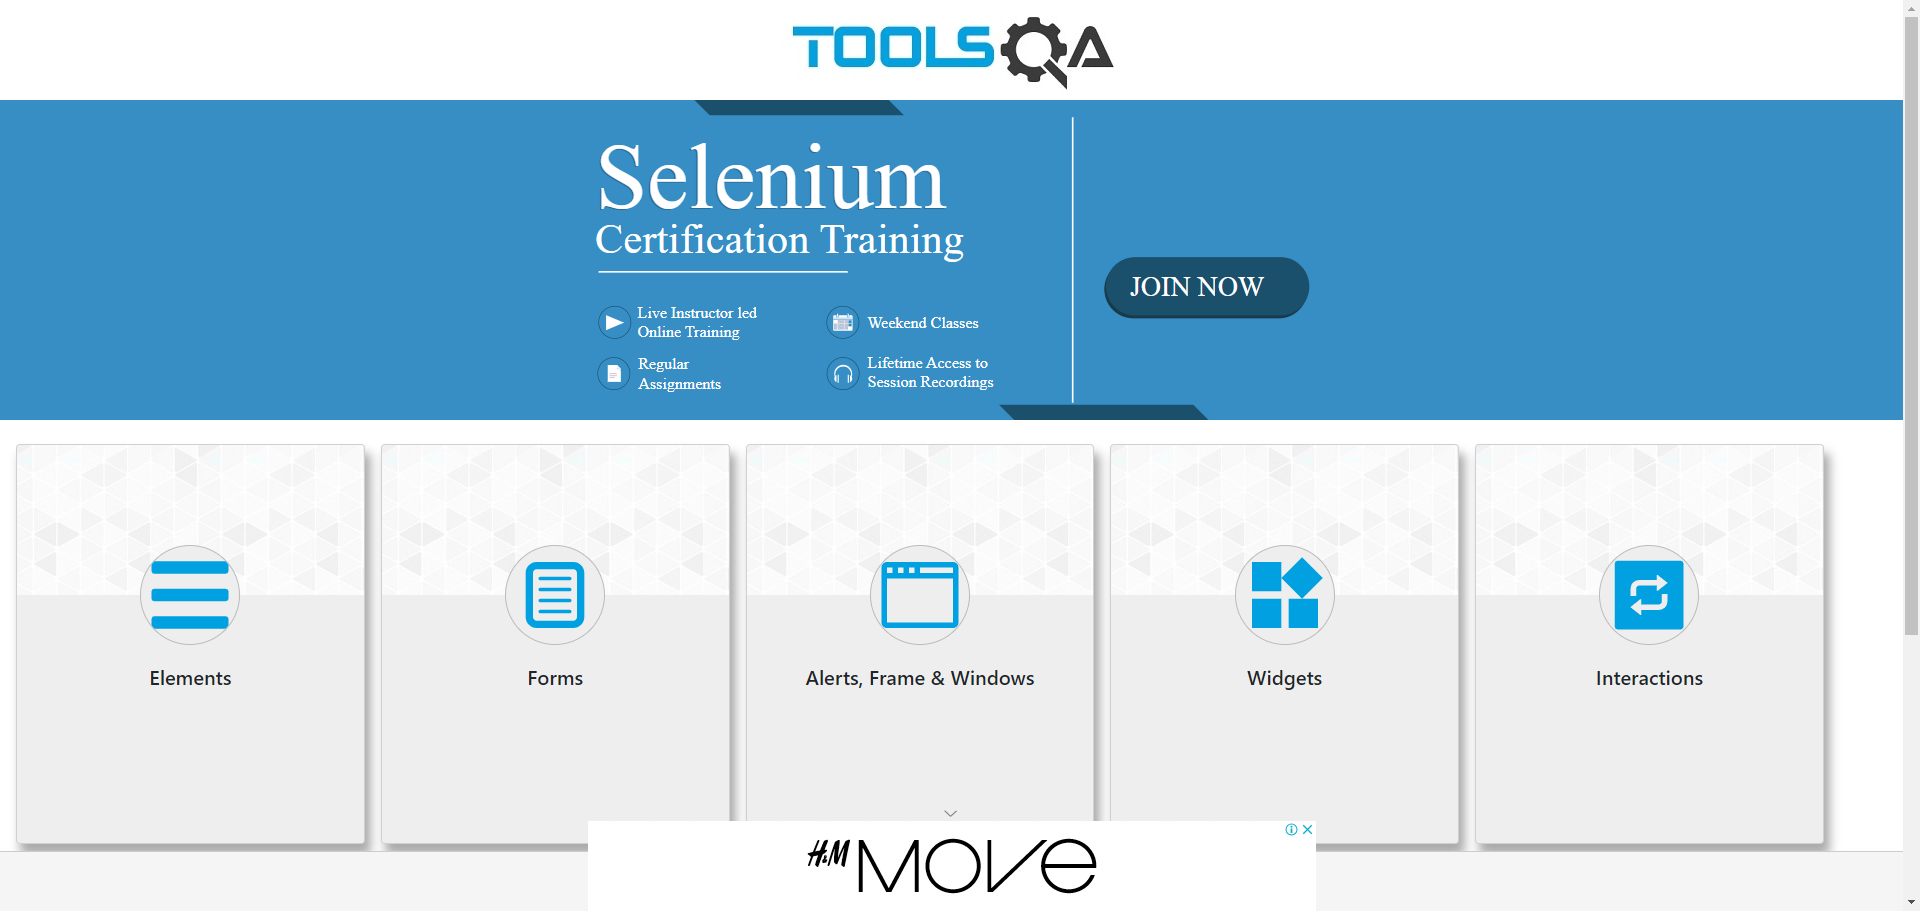 TOOLSQA
Selenium
Certification Training
JOIN NOW
Live Instructor led
Online Training
Weekend Classes
Regular
Assignments
Lifetime Access to
Session Recordings
Elements
Forms
Alerts, Frame & Windows
Widgets
Interactions
H&M MOVE